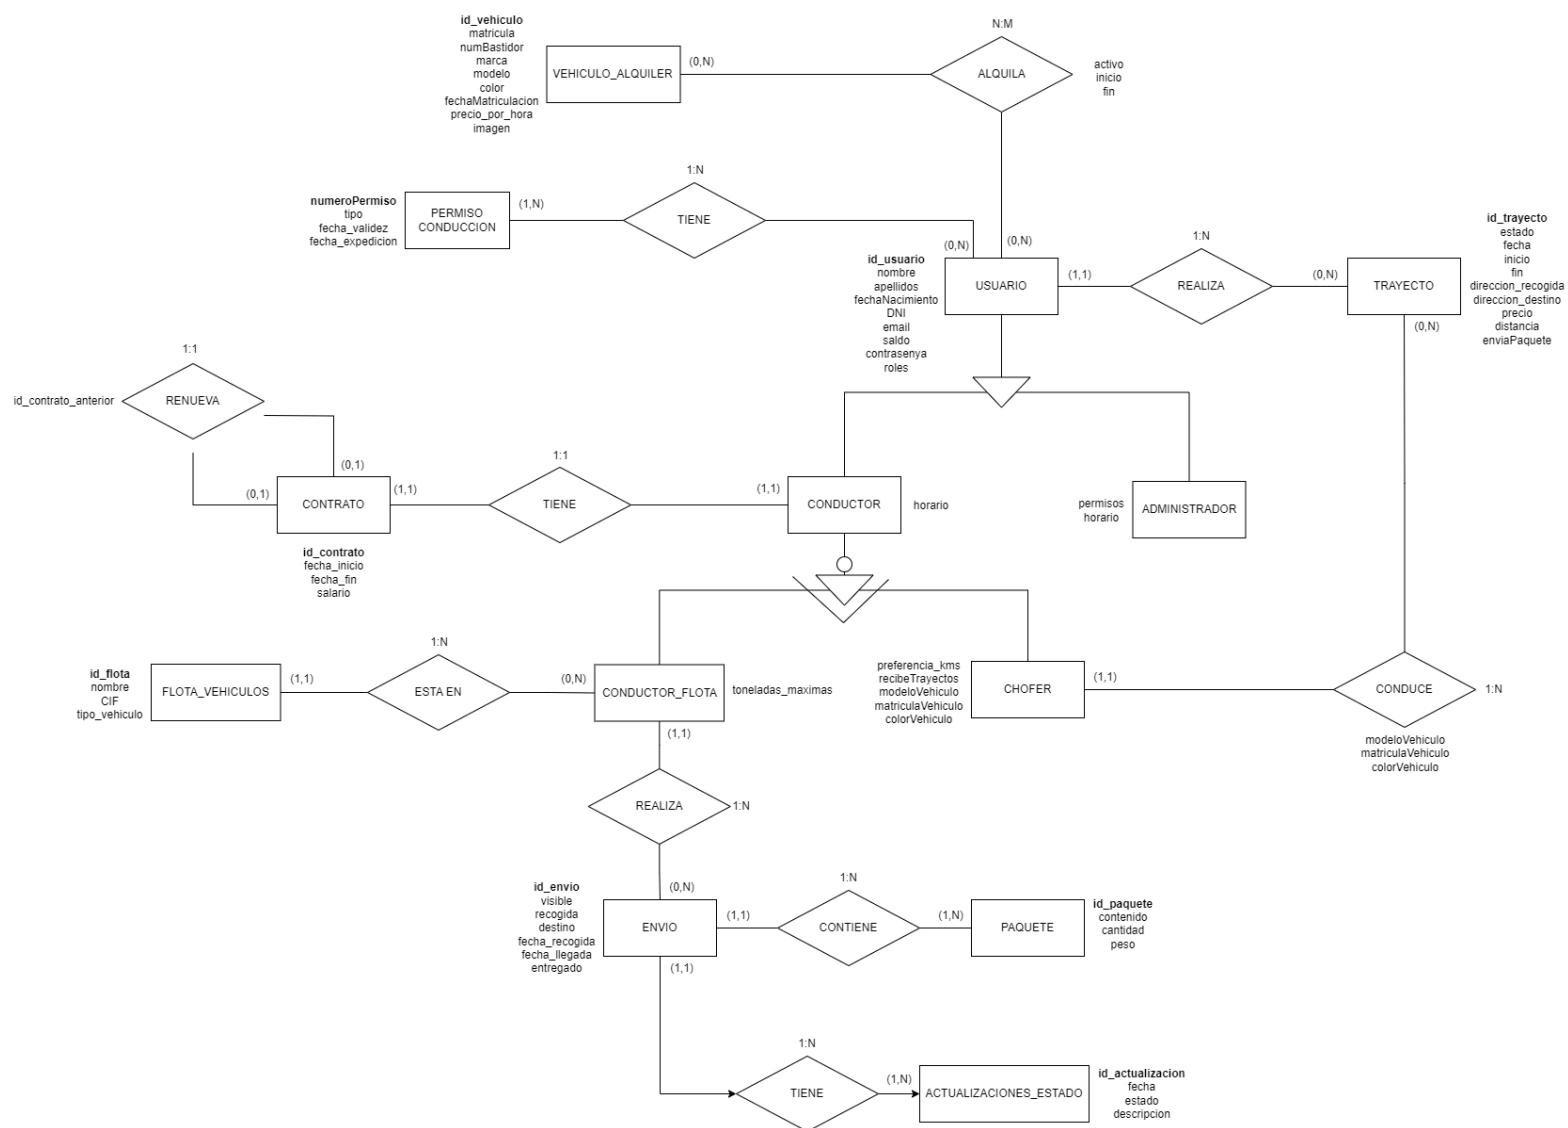 id_vehiculo
matricula
numBastidor
marca
modelo
color
fechaMatriculacion
precio_por_hora
imagen
VEHICULO_ALQUILER
(0,N)
N:M
ALQUILA
activo
inicio
fin
numeroPermiso
tipo
fecha_validez
fecha_expedicion
PERMISO
CONDUCCION
(1,N)
1:N
TIENE
(0,N)
(0,N)
id_usuario
nombre
apellidos
fechaNacimiento
DNI
email
saldo
contrasenya
roles
USUARIO
(1,1)
1:N
REALIZA
(0,N)
TRAYECTO
(0,N)
id_trayecto
estado
fecha
inicio
fin
direccion_recogida
direccion_destino
precio
distancia
enviaPaquete
1:1
RENUEVA
id_contrato_anterior
(0,1)
(0,1)
CONTRATO
(1,1)
id_contrato
fecha_inicio
fecha_fin
salario
1:1
TIENE
(1,1)
CONDUCTOR
horario
permisos
horario
ADMINISTRADOR
id_flota
nombre
CIF
tipo_vehiculo
FLOTA_VEHICULOS
(1,1)
1:N
ESTA EN
(0,N)
CONDUCTOR_FLOTA
toneladas_maximas
(1,1)
preferencia_kms
recibeTrayectos
modeloVehiculo
matriculaVehiculo
colorVehiculo
CHOFER
(1,1)
CONDUCE
1:N
modeloVehiculo
matriculaVehiculo
colorVehiculo
REALIZA
1:N
(0,N)
id_envio
visible
recogida
destino
fecha_recogida
fecha_llegada
entregado
ENVIO
(1,1)
(1,1)
1:N
CONTIENE
(1,N)
PAQUETE
id_paquete
contenido
cantidad
peso
1:N
TIENE
(1,N)
ACTUALIZACIONES_ESTADO
id_actualizacion
fecha
estado
descripcion